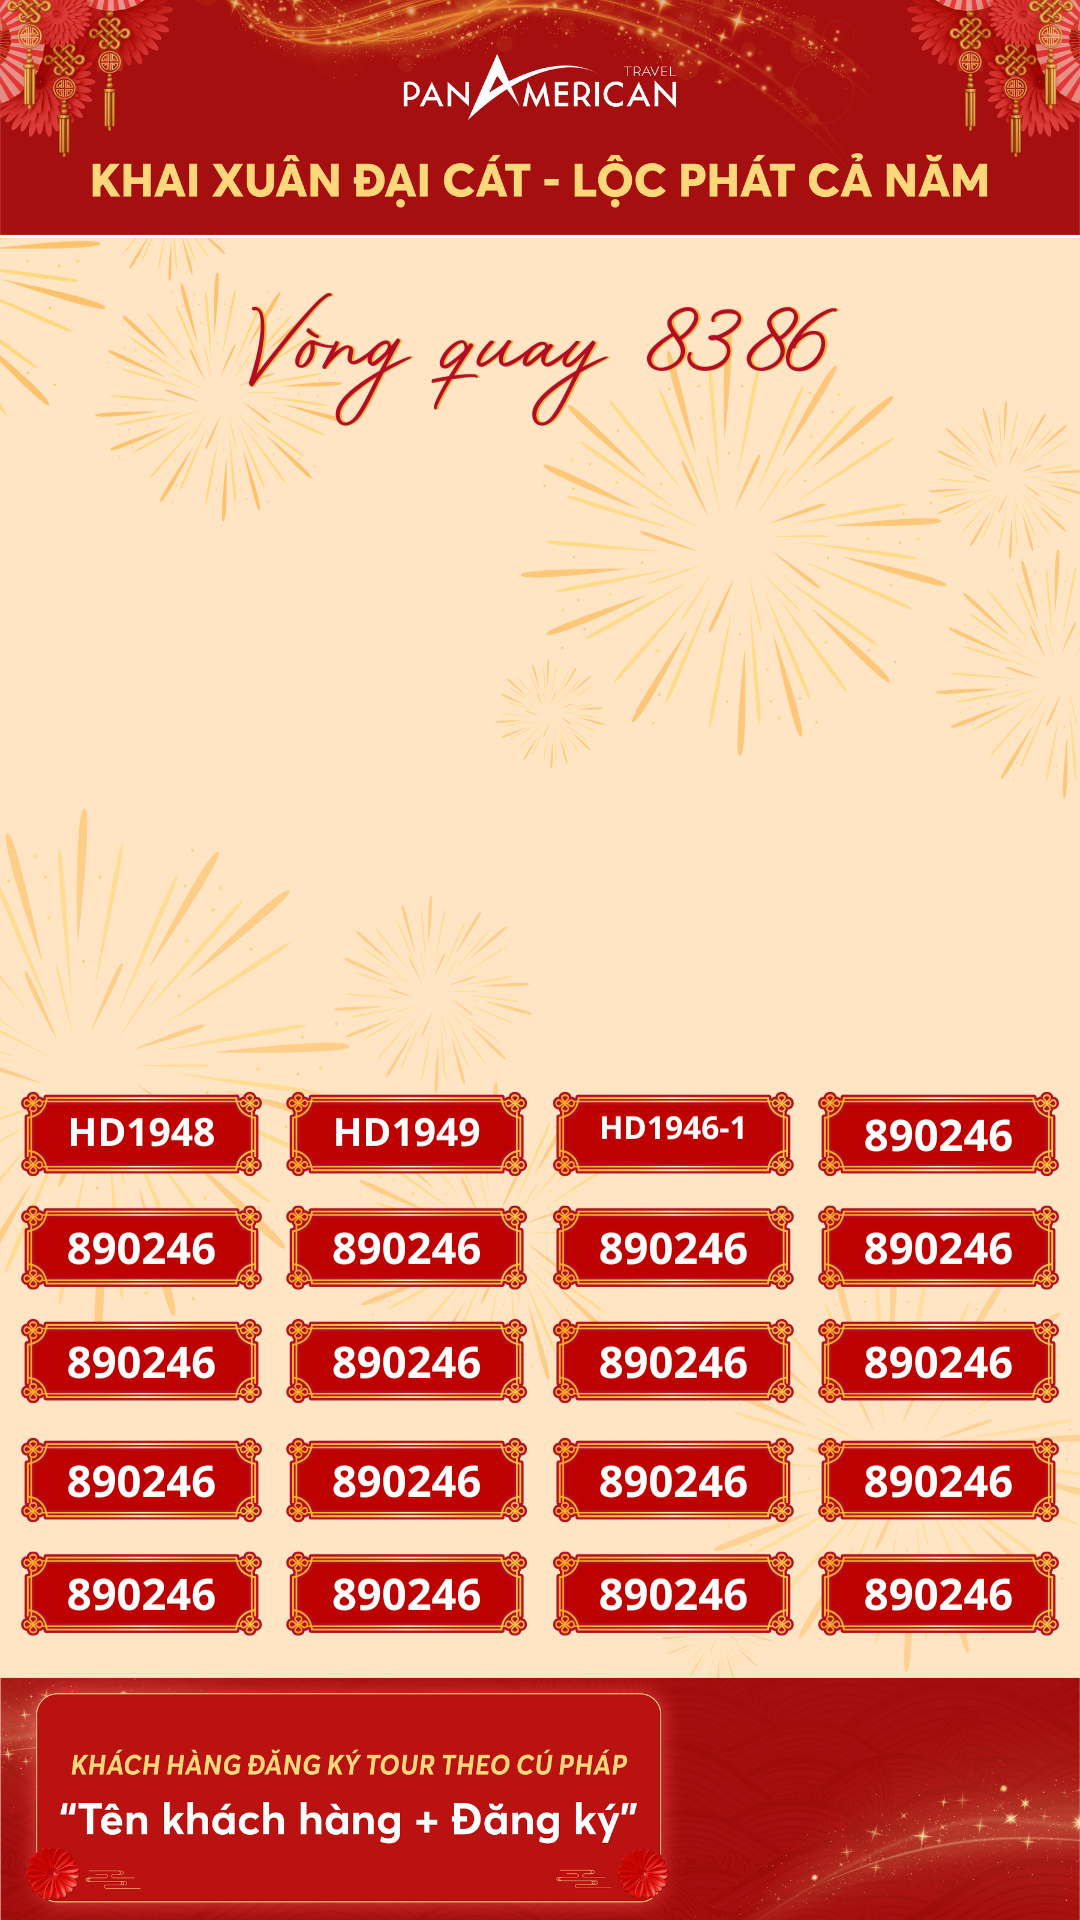 TRAVEL
PANAMERICAN
KHAI XUÂN ĐẠI CÁT - LỘC PHÁT CẢ NĂM
Vòng quay 8386
HD1948 HD1949 HD1946-1 890246
890246 890246 890246 890246
890246 890246 890246 890246
890246 890246 890246 890246
890246 890246 890246 890246
KHÁCH HÀNG ĐĂNG KÝ TOUR THEO CÚ PHÁP
“Tên khách hàng + Đăng ký”